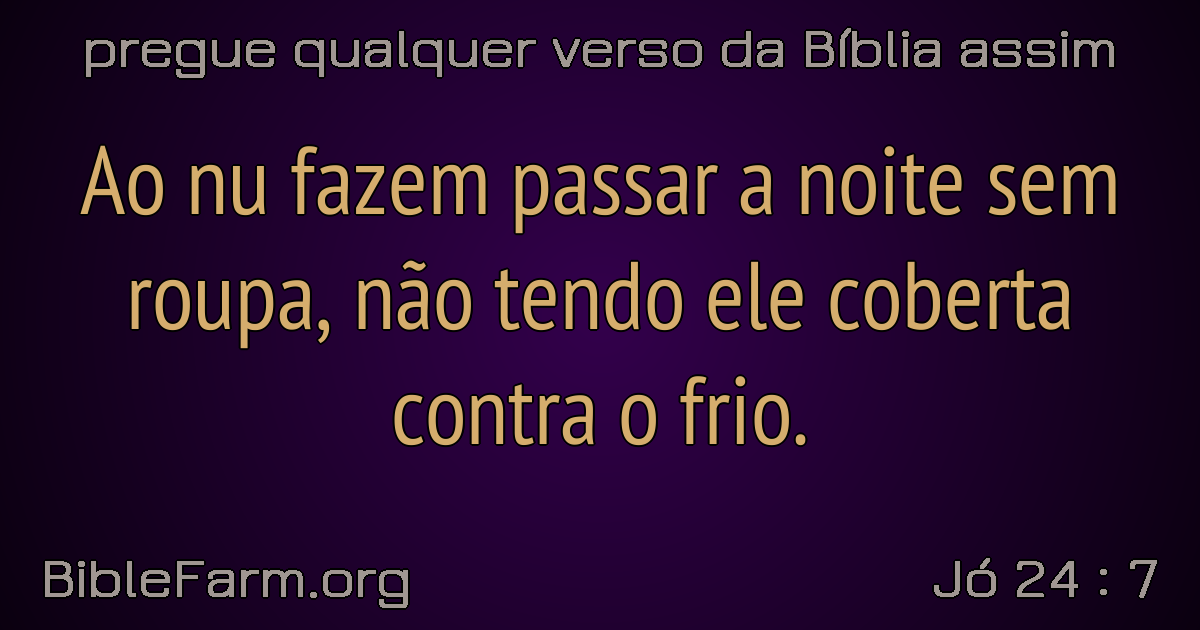 pregue qualquer verso da Bíblia assim
Ao nu fazem passar a noite sem
roupa, não tendo ele coberta
contra o frio.
BibleFarm.org
Jó 24 : 7